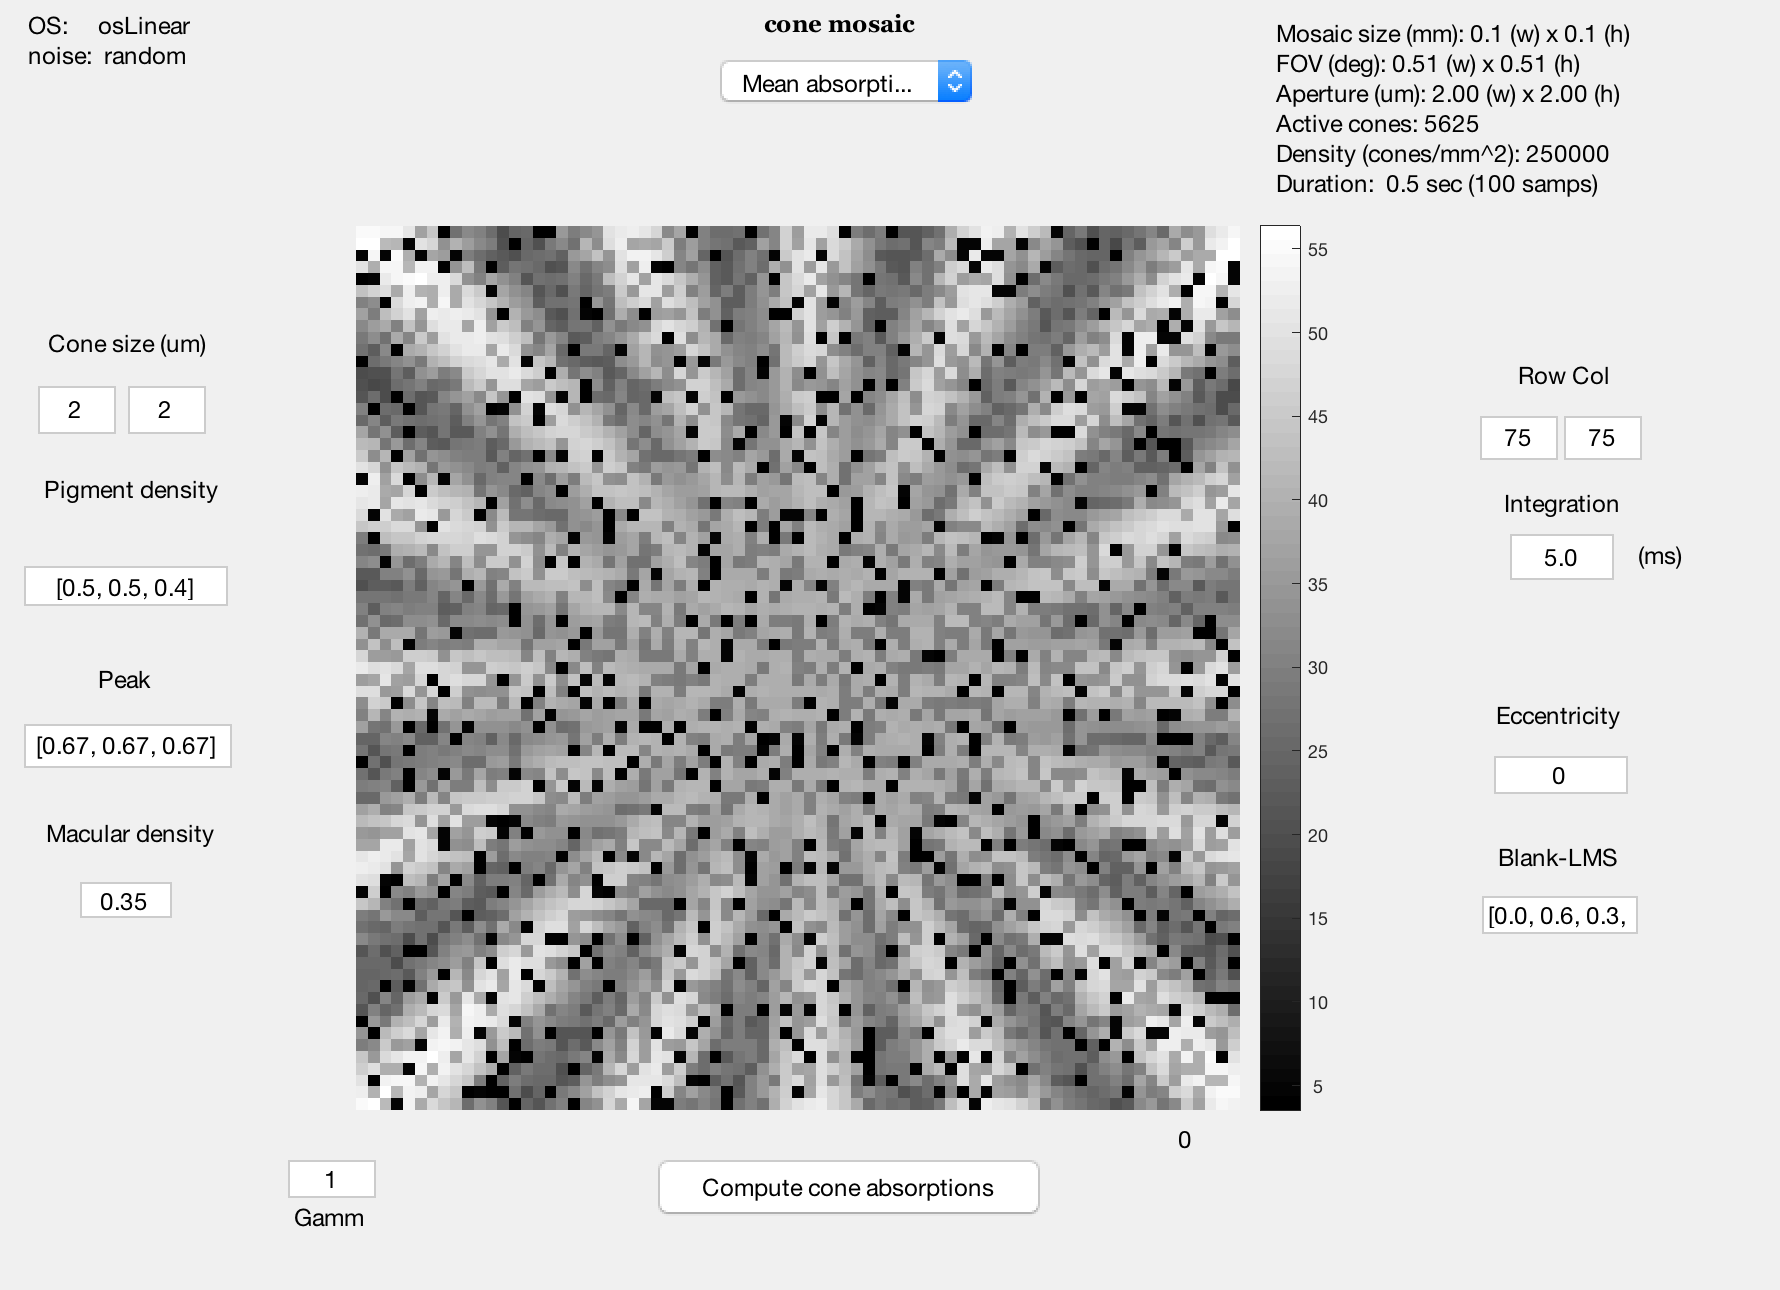 OS: osLinear
noise: random
cone mosaic
Mean absorpti...
Mosaic size (mm): 0.1 (w) x 0.1 (h)
FOV (deg): 0.51 (w) x 0.51 (h)
Aperture (um): 2.00 (w) x 2.00 (h)
Active cones: 5625
Density (cones/mm^2): 250000
Duration: 0.5 sec (100 samps)
Cone size (um)
2 2
Pigment density
[0.5, 0.5, 0.4]
Peak
[0.67, 0.67, 0.67]
Macular density
0.35
55
50
45
40
35
30
25
20
15
10
5
Row Col
75 75
Integration
5.0 (ms)
Eccentricity
0
Blank-LMS
[0.0, 0.6, 0.3,
0
1
Gamm
Compute cone absorptions